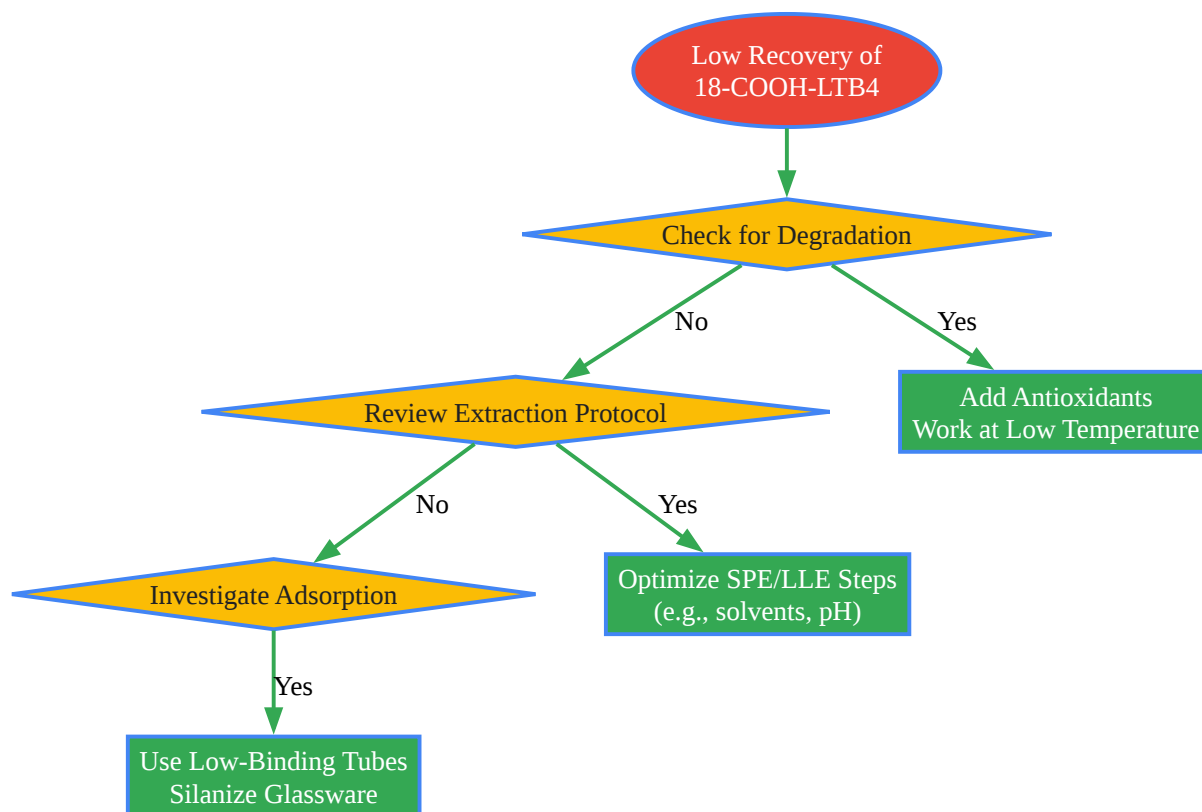 Low Recovery of
18-COOH-LTB4
Check for Degradation
No
Yes
Review Extraction Protocol
Add Antioxidants
Work at Low Temperature
No
Yes
Investigate Adsorption
Optimize SPE/LLE Steps
(e.g., solvents, pH)
Yes
Use Low-Binding Tubes
Silanize Glassware